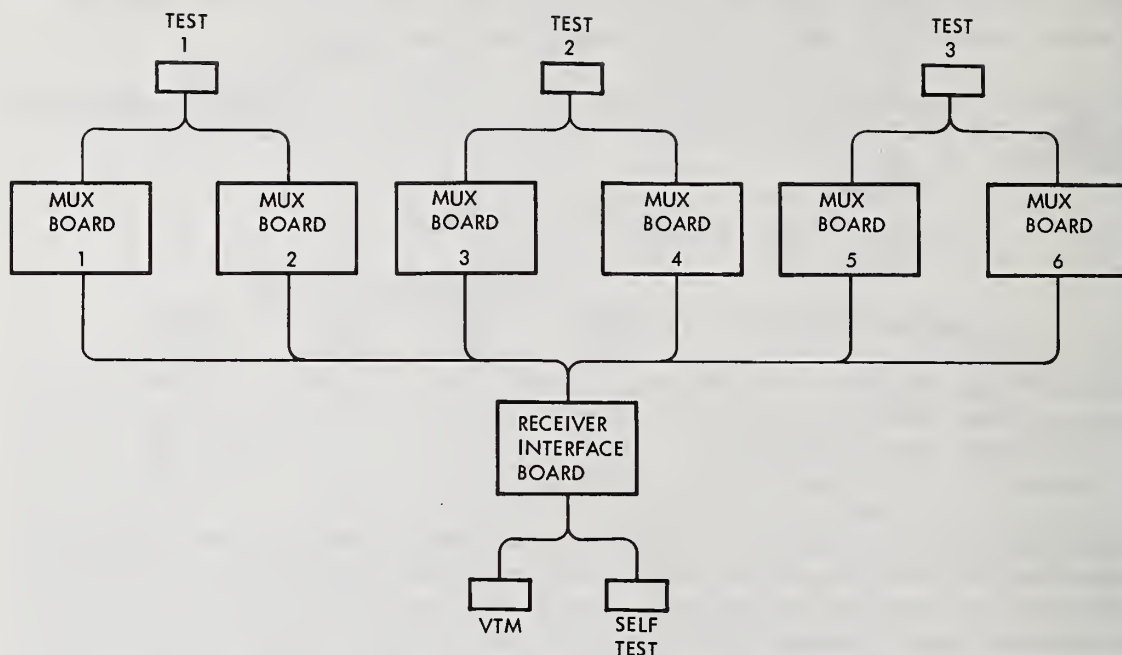 TEST
1
TEST
2
TEST
3
MUX
BOARD
1
MUX
BOARD
2
MUX
BOARD
3
MUX
BOARD
4
MUX
BOARD
5
MUX
BOARD
6
RECEIVER
INTERFACE
BOARD
VTM
SELF
TEST